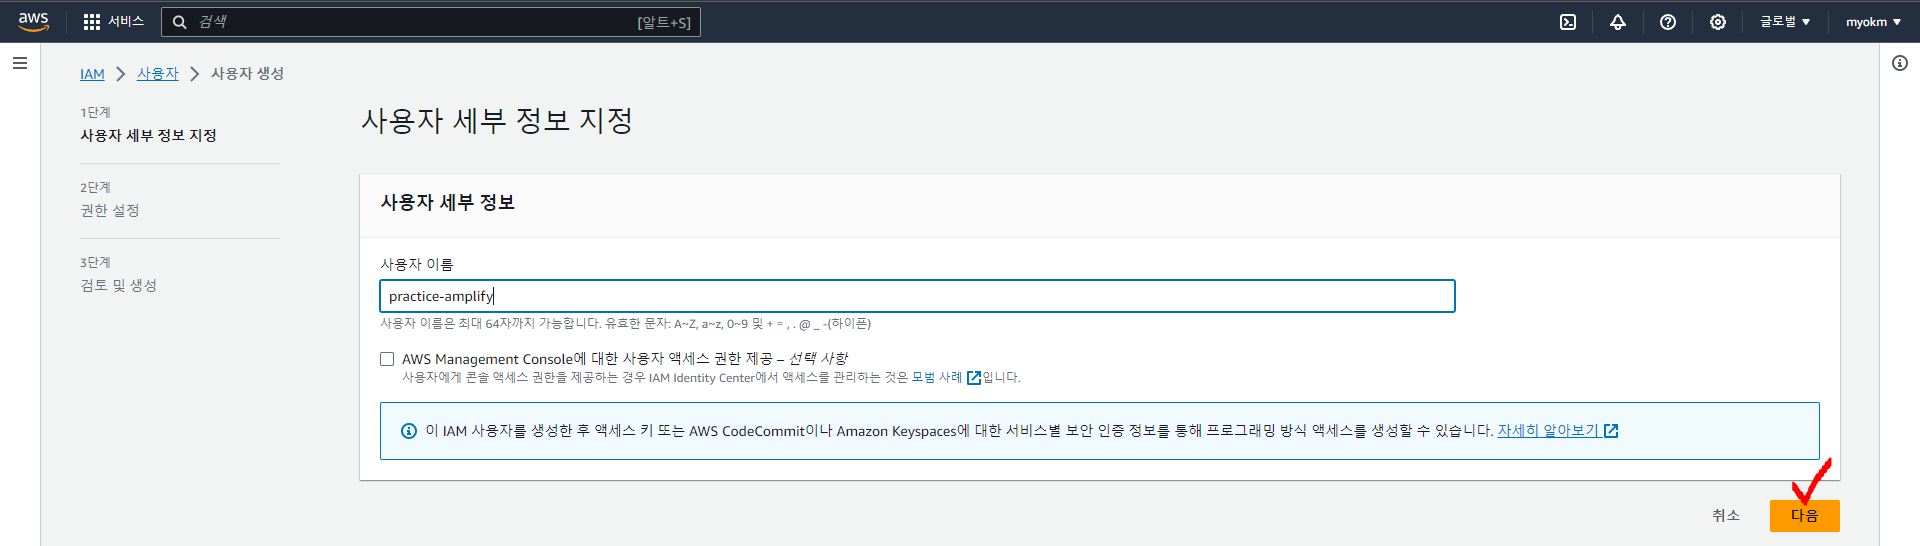 aws 서비스 검색 [알트+S] 글로벌 myokm
IAM 사용자 사용자 생성
1단계
사용자 세부 정보 지정
2단계
권한 설정
3단계
검토 및 생성
사용자 세부 정보 지정
사용자 세부 정보
사용자 이름
practice-amplify
사용자 이름은 최대 64자까지 가능합니다. 유효한 문자: A~Z, a~z, 0~9 및 + = , . @ _ -(하이픈)
AWS Management Console에 대한 사용자 액세스 권한 제공 – 선택 사항
사용자에게 콘솔 액세스 권한을 제공하는 경우 IAM Identity Center에서 액세스를 관리하는 것은 모범 사례 입니다.
이 IAM 사용자를 생성한 후 액세스 키 또는 AWS CodeCommit이나 Amazon Keyspaces에 대한 서비스별 보안 인증 정보를 통해 프로그래밍 방식 액세스를 생성할 수 있습니다. 자세히 알아보기
취소 다음